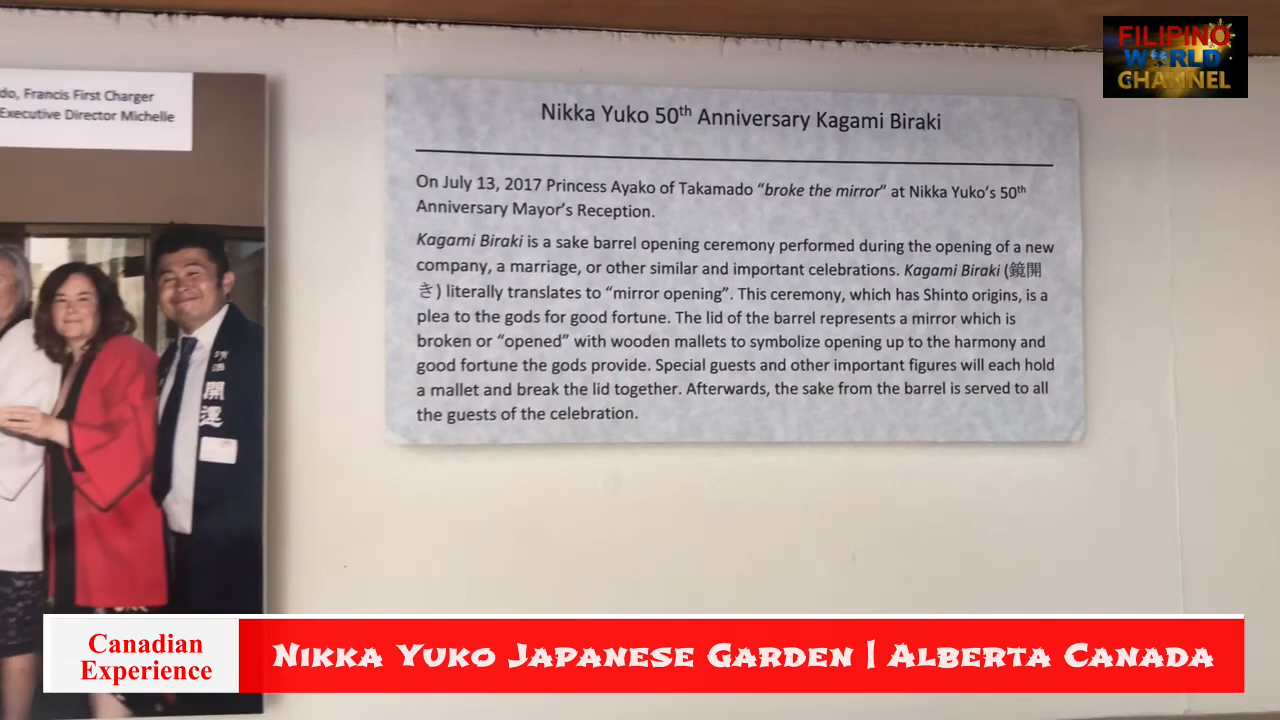 FILIPINO
WORLD
CHANNEL
do, Francis First Charger
Executive Director Michelle
Nikka Yuko 50th Anniversary Kagami Biraki
On July 13, 2017 Princess Ayako of Takamado “broke the mirror” at Nikka Yuko’s 50th
Anniversary Mayor’s Reception.
Kagami Biraki is a sake barrel opening ceremony performed during the opening of a new
company, a marriage, or other similar and important celebrations. Kagami Biraki (鏡開
き) literally translates to “mirror opening”. This ceremony, which has Shinto origins, is a
plea to the gods for good fortune. The lid of the barrel represents a mirror which is
broken or “opened” with wooden mallets to symbolize opening up to the harmony and
good fortune the gods provide. Special guests and other important figures will each hold
a mallet and break the lid together. Afterwards, the sake from the barrel is served to all
the guests of the celebration.
開
運
Canadian
Experience
Nikka Yuko Japanese Garden | Alberta Canada